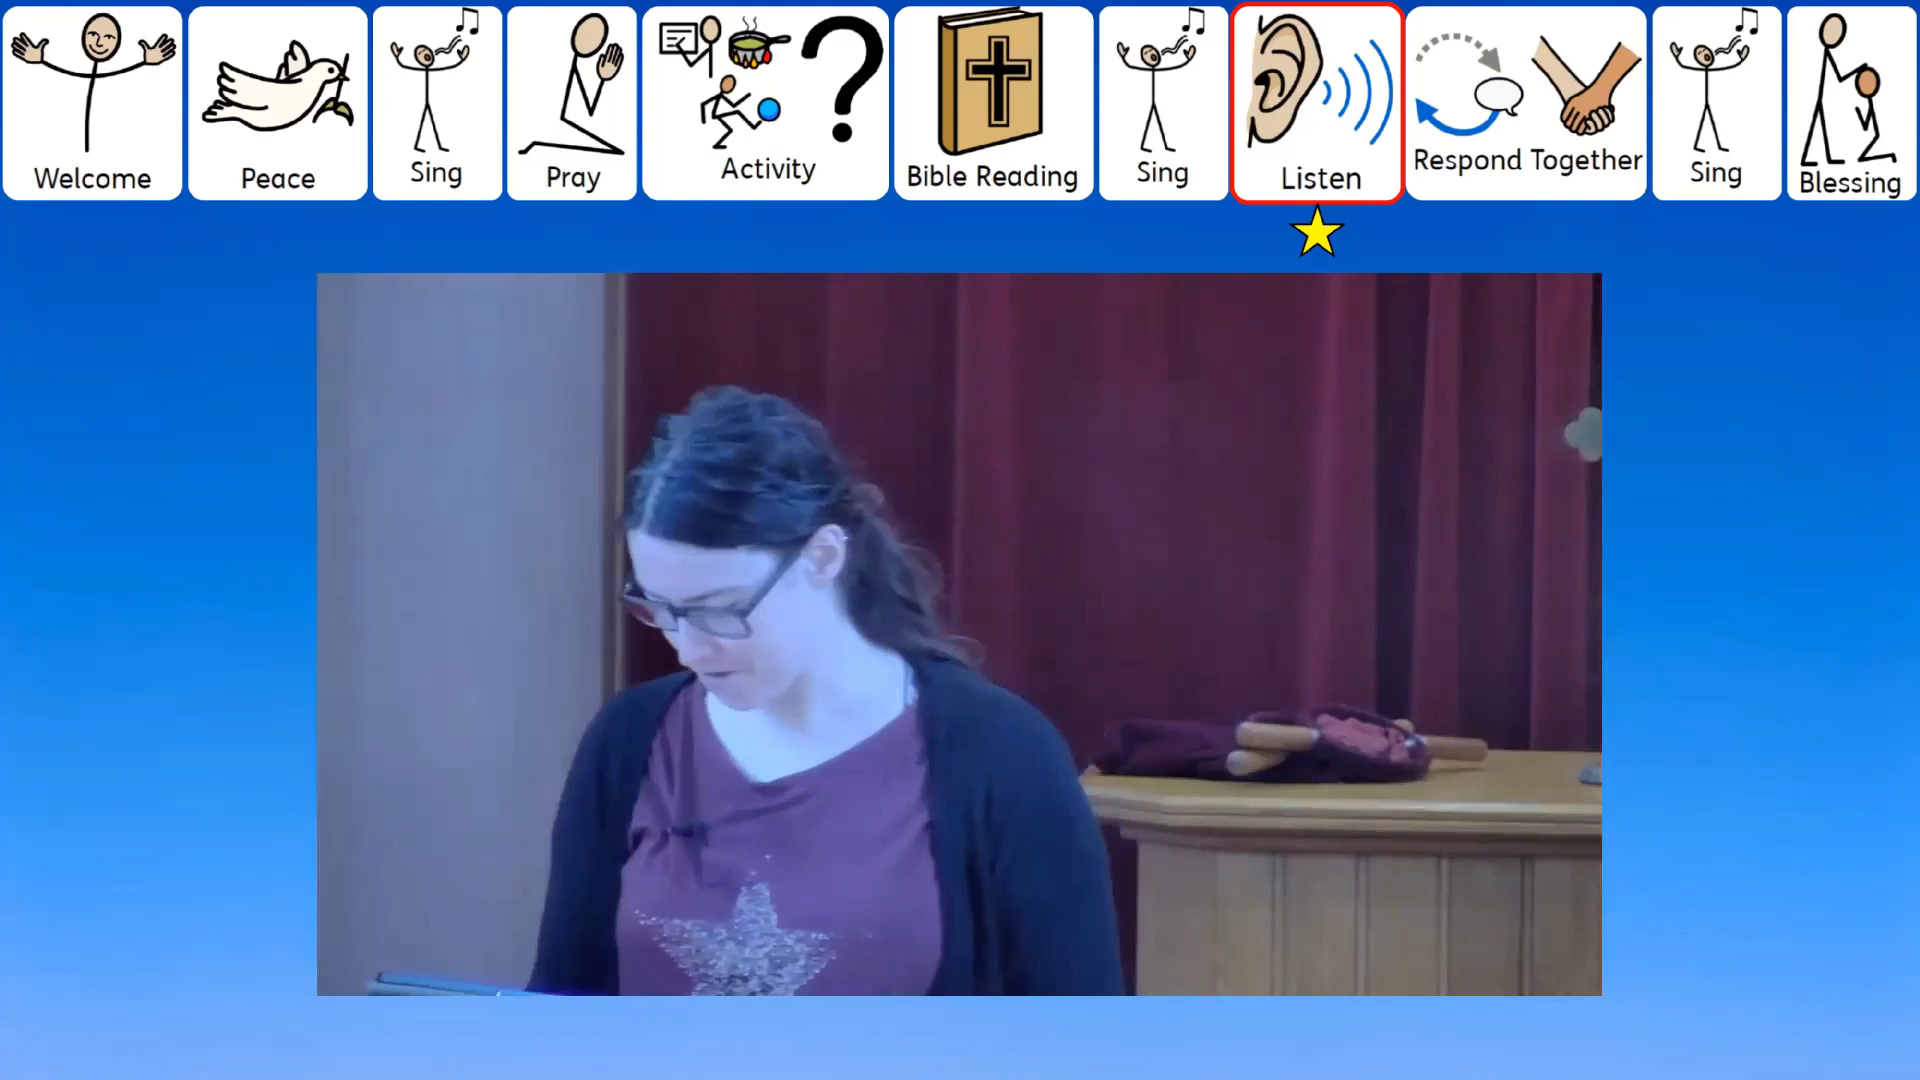 Welcome
Peace
Sing
Pray
Activity
Bible Reading
Sing
Listen
Respond Together
Sing
Blessing